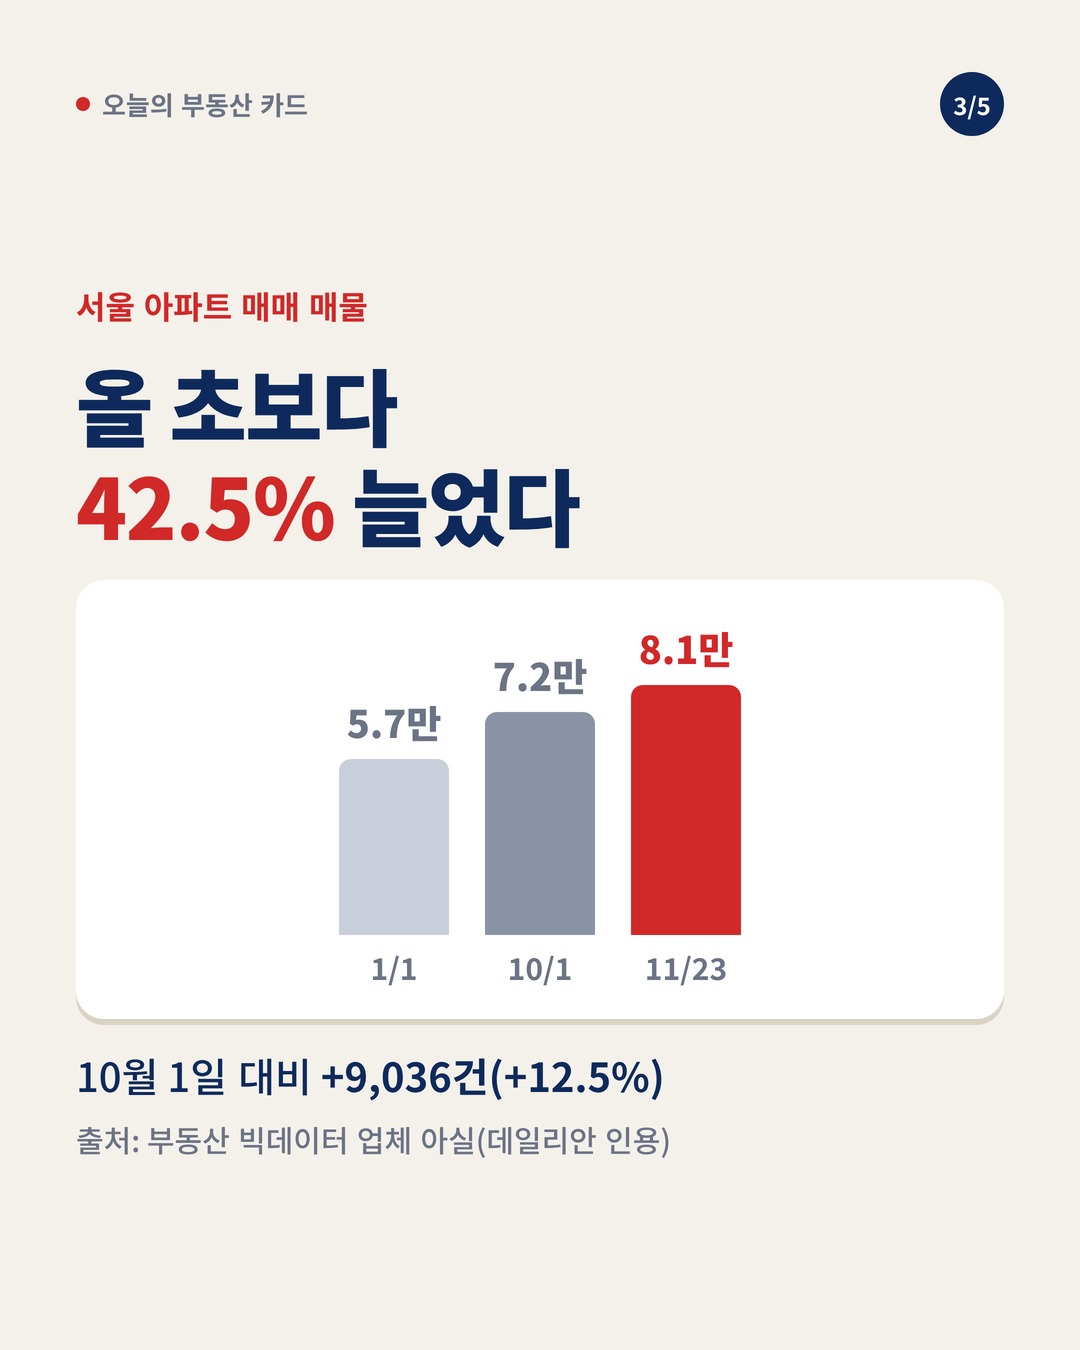 오늘의 부동산 카드
3/5
서울 아파트 매매 매물
올 초보다
42.5% 늘었다
5.7만
7.2만
8.1만
1/1
10/1
11/23
10월 1일 대비 +9,036건(+12.5%)
출처: 부동산 빅데이터 업체 아실(데일리안 인용)